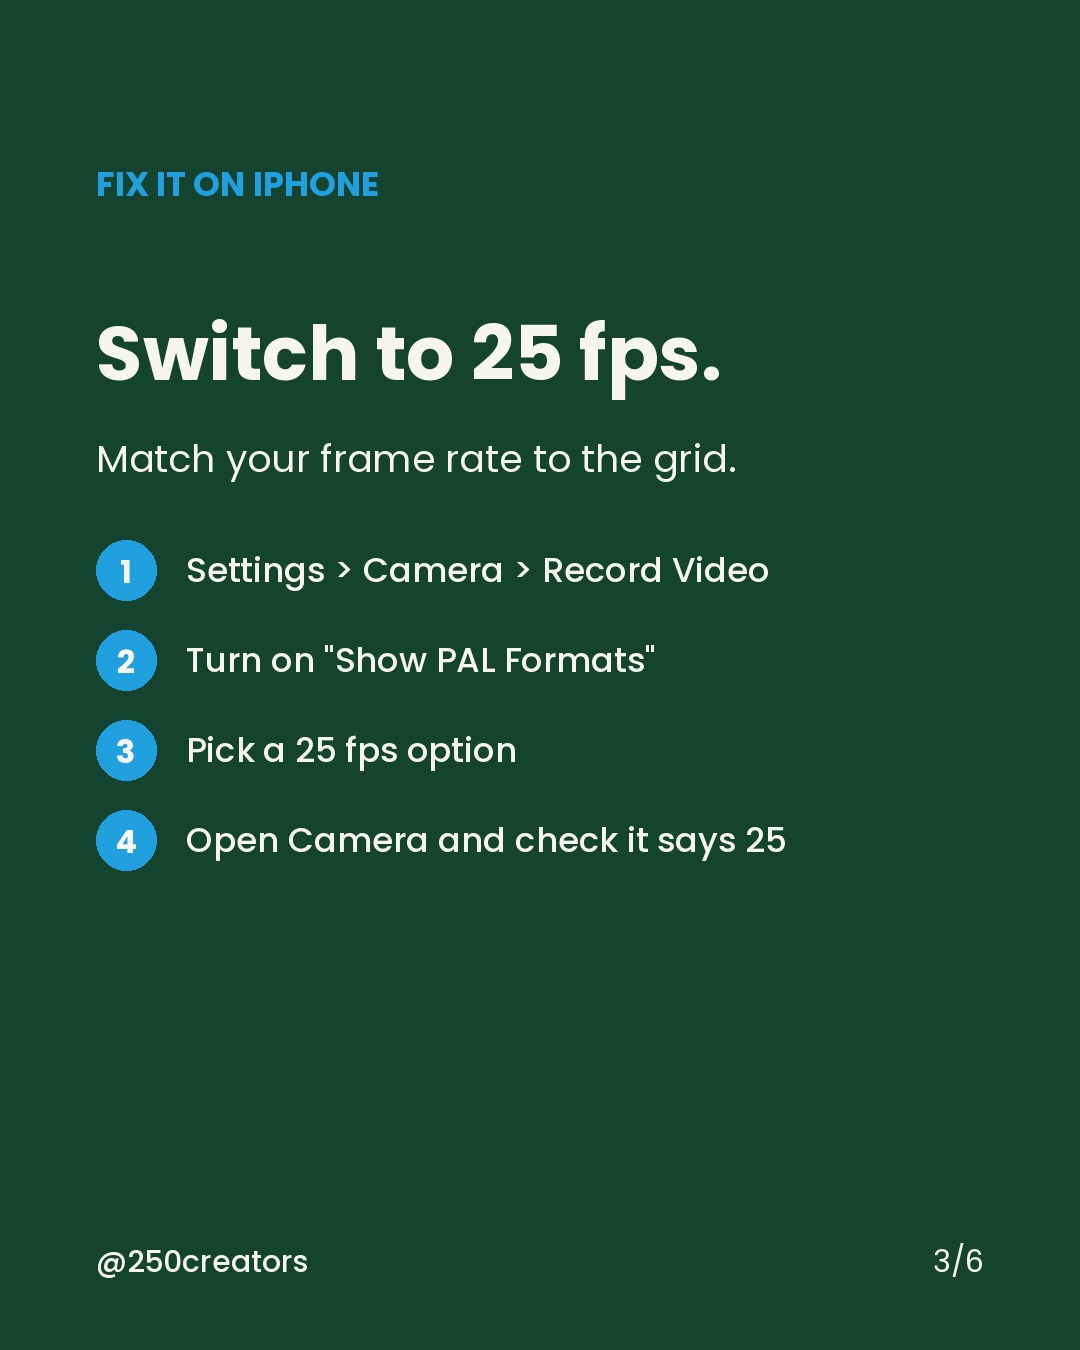 FIX IT ON IPHONE
Switch to 25 fps.
Match your frame rate to the grid.
1 Settings > Camera > Record Video
2 Turn on "Show PAL Formats"
3 Pick a 25 fps option
4 Open Camera and check it says 25
@250creators 3/6